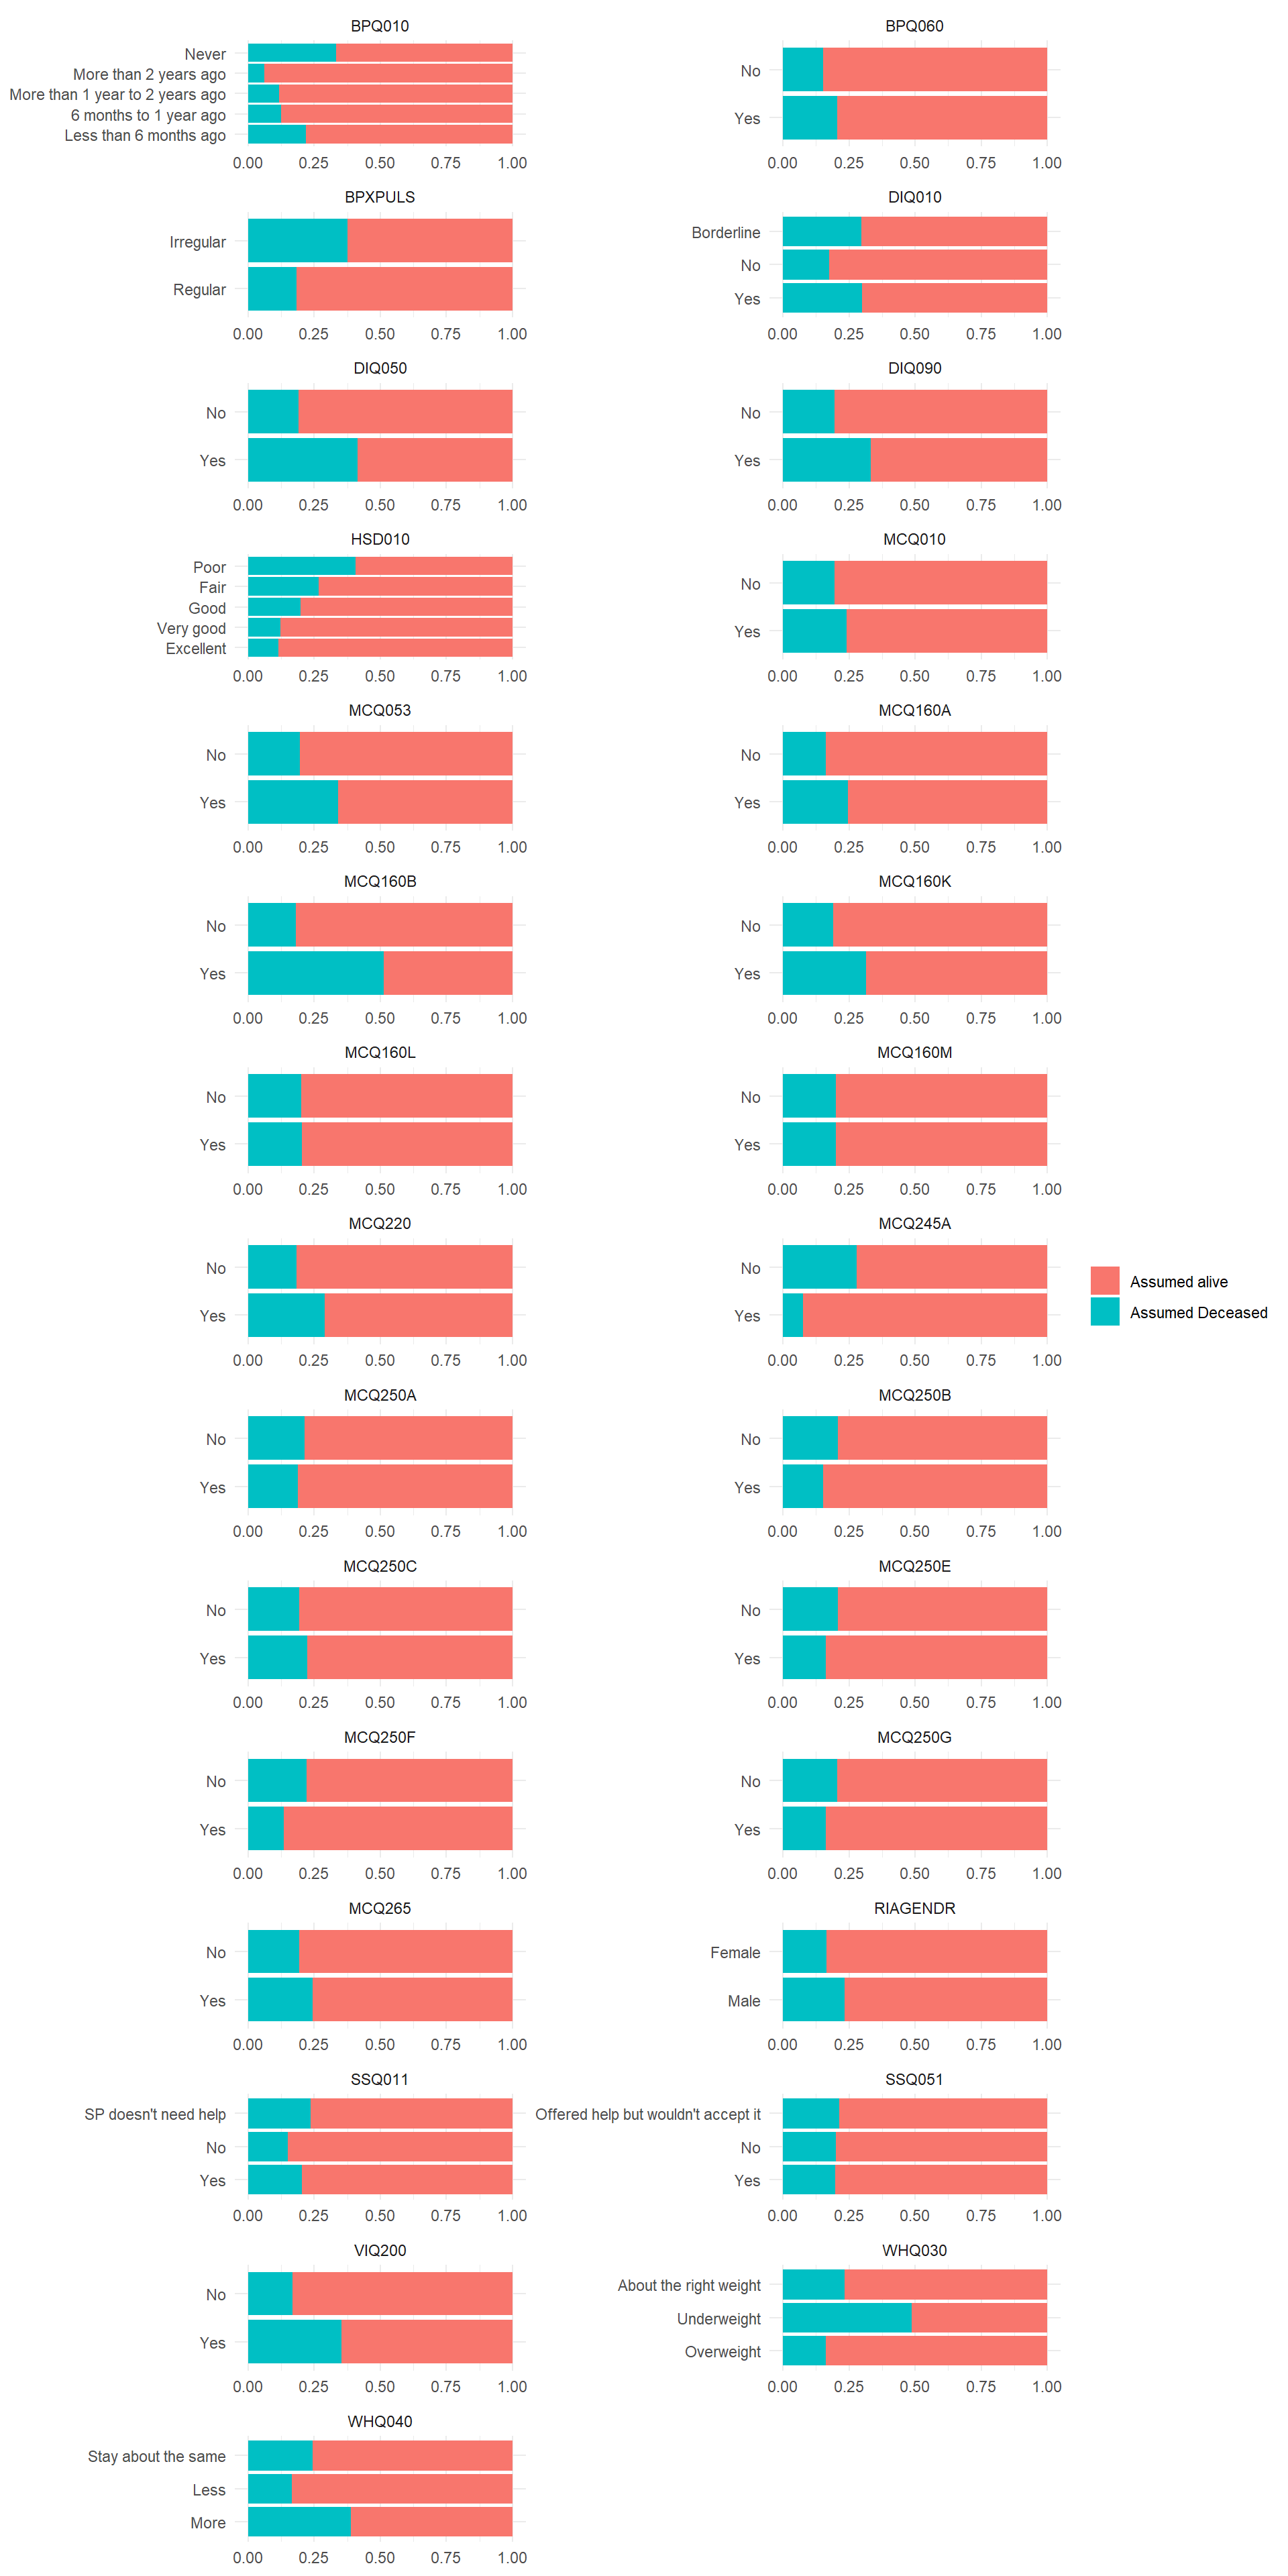 BPQ010
Never
More than 2 years ago
More than 1 year to 2 years ago
6 months to 1 year ago
Less than 6 months ago
0.00 0.25 0.50 0.75 1.00
BPQ060
No
Yes
0.00 0.25 0.50 0.75 1.00
BPXPULS
Irregular
Regular
0.00 0.25 0.50 0.75 1.00
DIQ010
Borderline
No
Yes
0.00 0.25 0.50 0.75 1.00
DIQ050
No
Yes
0.00 0.25 0.50 0.75 1.00
DIQ090
No
Yes
0.00 0.25 0.50 0.75 1.00
HSD010
Poor
Fair
Good
Very good
Excellent
0.00 0.25 0.50 0.75 1.00
MCQ010
No
Yes
0.00 0.25 0.50 0.75 1.00
MCQ053
No
Yes
0.00 0.25 0.50 0.75 1.00
MCQ160A
No
Yes
0.00 0.25 0.50 0.75 1.00
MCQ160B
No
Yes
0.00 0.25 0.50 0.75 1.00
MCQ160K
No
Yes
0.00 0.25 0.50 0.75 1.00
MCQ160L
No
Yes
0.00 0.25 0.50 0.75 1.00
MCQ160M
No
Yes
0.00 0.25 0.50 0.75 1.00
MCQ220
No
Yes
0.00 0.25 0.50 0.75 1.00
MCQ245A
No
Yes
0.00 0.25 0.50 0.75 1.00
Assumed alive
Assumed Deceased
MCQ250A
No
Yes
0.00 0.25 0.50 0.75 1.00
MCQ250B
No
Yes
0.00 0.25 0.50 0.75 1.00
MCQ250C
No
Yes
0.00 0.25 0.50 0.75 1.00
MCQ250E
No
Yes
0.00 0.25 0.50 0.75 1.00
MCQ250F
No
Yes
0.00 0.25 0.50 0.75 1.00
MCQ250G
No
Yes
0.00 0.25 0.50 0.75 1.00
MCQ265
No
Yes
0.00 0.25 0.50 0.75 1.00
RIAGENDR
Female
Male
0.00 0.25 0.50 0.75 1.00
SSQ011
SP doesn't need help
No
Yes
0.00 0.25 0.50 0.75 1.00
SSQ051
Offered help but wouldn't accept it
No
Yes
0.00 0.25 0.50 0.75 1.00
VIQ200
No
Yes
0.00 0.25 0.50 0.75 1.00
WHQ030
About the right weight
Underweight
Overweight
0.00 0.25 0.50 0.75 1.00
WHQ040
Stay about the same
Less
More
0.00 0.25 0.50 0.75 1.00